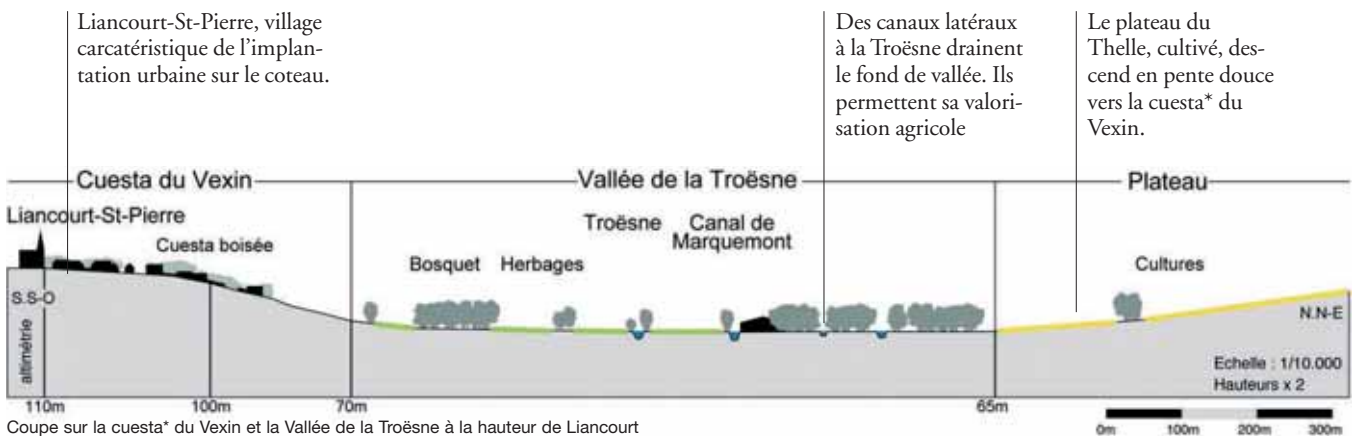 Liancourt-St-Pierre, village
carcatéristique de l'implan-
tation urbaine sur le coteau.
Des canaux latéraux
à la Troësne drainent
le fond de vallée. Ils
permettent sa valori-
sation agricole
Le plateau du
Thelle, cultivé, des-
cend en pente douce
vers la cuesta* du
Vexin.
Cuesta du Vexin
Vallée de la Troësne
Plateau
Liancourt-St-Pierre
Cuesta boisée
Bosquet
Herbages
Troësne
Canal de
Marquemont
Cultures
S.S-O
N.N-E
altimétrie
Echelle : 1/10.000
Hauteurs x 2
110m
100m
70m
65m
0m
100m
200m
300m
Coupe sur la cuesta* du Vexin et la Vallée de la Troësne à la hauteur de Liancourt